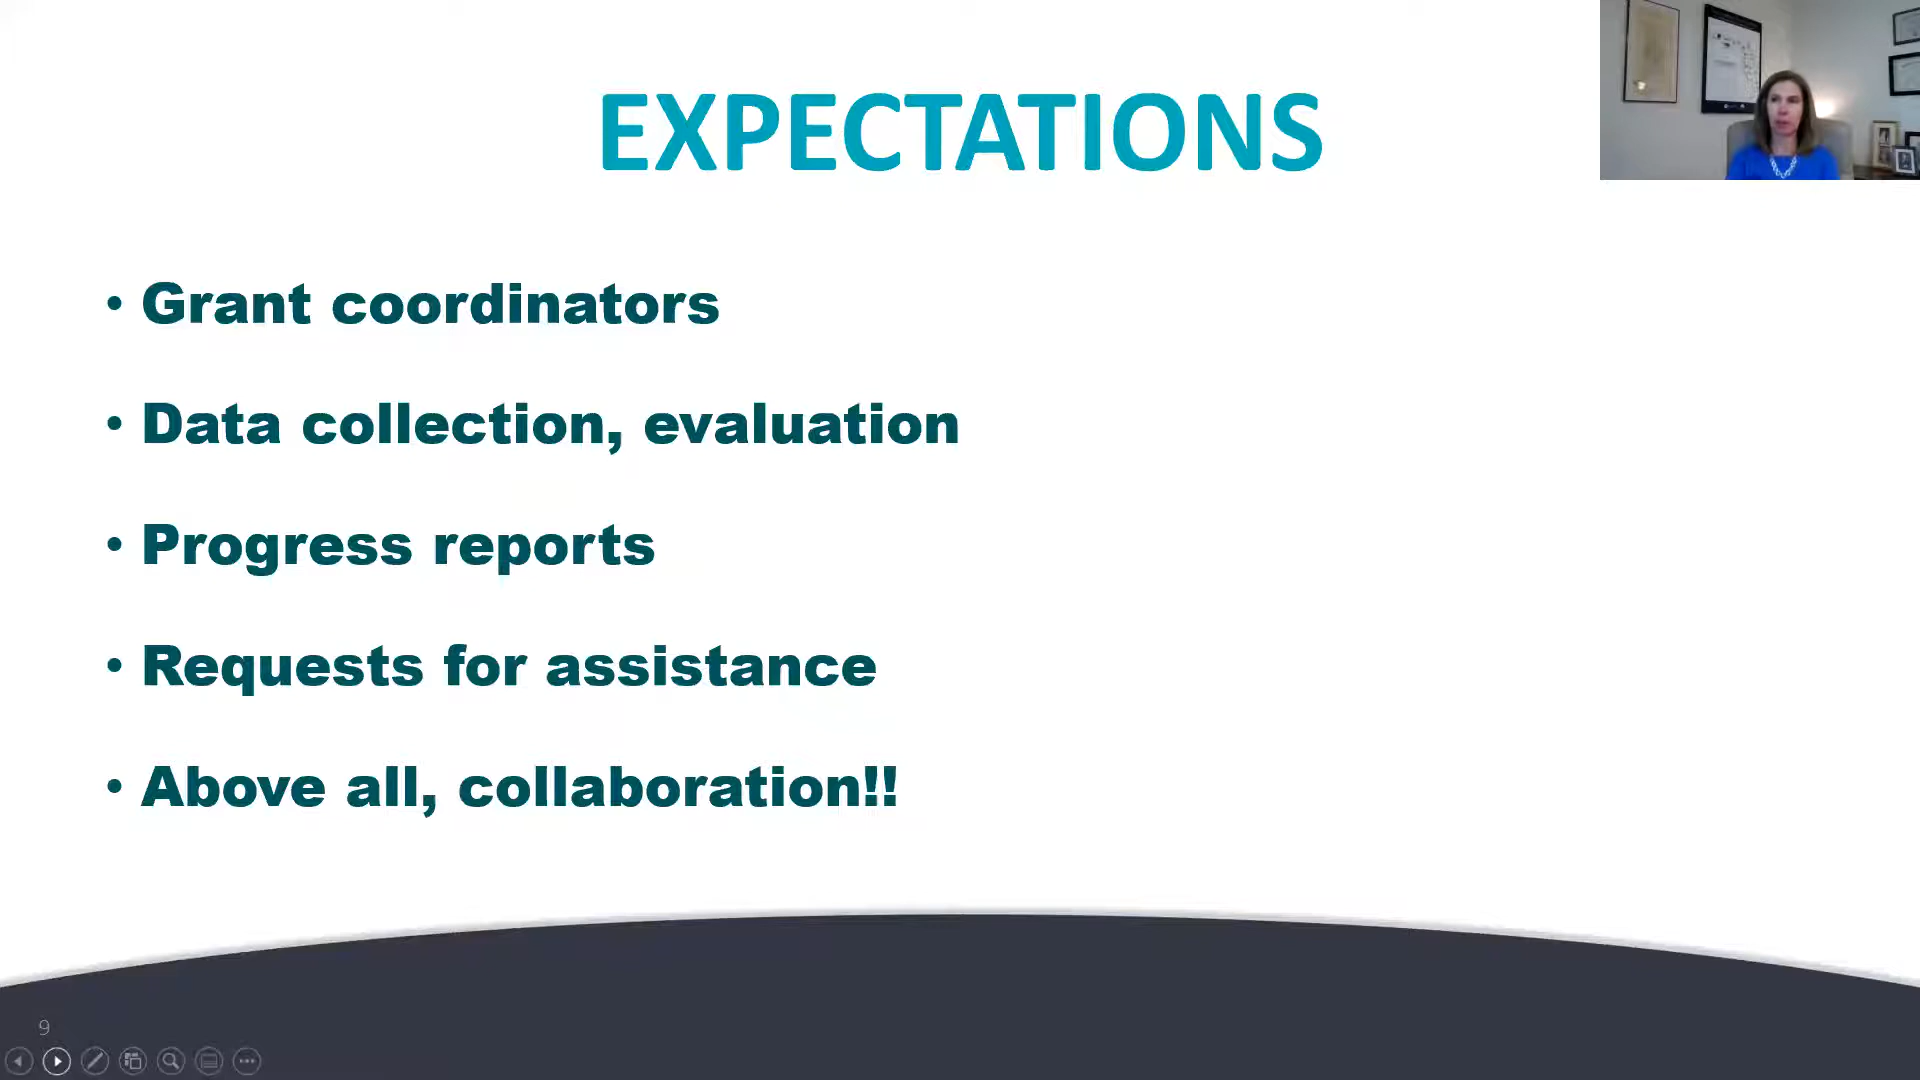 EXPECTATIONS
• Grant coordinators
• Data collection, evaluation
• Progress reports
• Requests for assistance
• Above all, collaboration!!
9